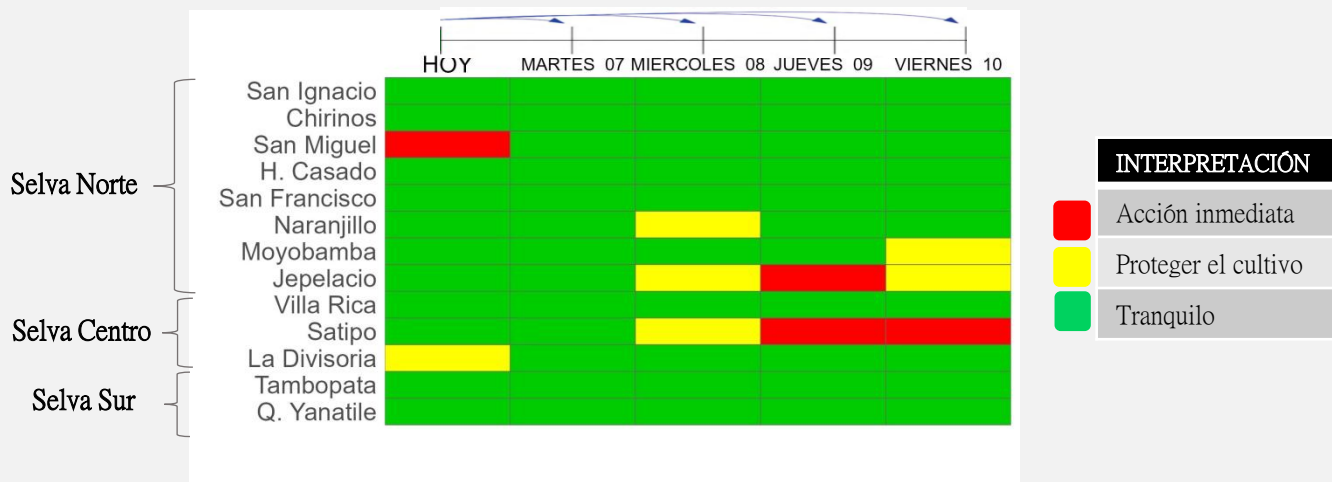 HOY MARTES 07 MIERCOLES 08 JUEVES 09 VIERNES 10
Selva Norte
San Ignacio
Chirinos
San Miguel
H. Casado
San Francisco
Naranjillo
Moyobamba
Jepelacio
Selva Centro
Villa Rica
Satipo
La Divisoria
Selva Sur
Tambopata
Q. Yanatile
INTERPRETACIÓN
Acción inmediata
Proteger el cultivo
Tranquilo